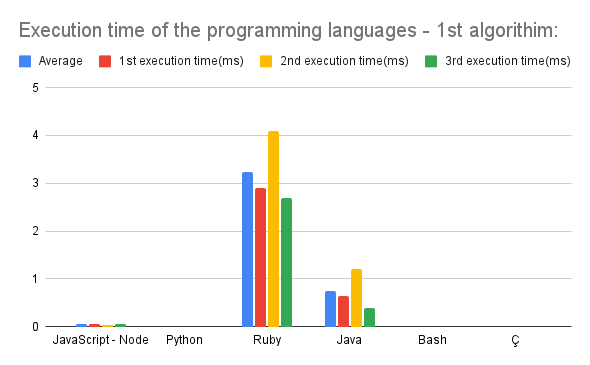 Execution time of the programming languages - 1st algorithim:
Average 1st execution time(ms) 2nd execution time(ms) 3rd execution time(ms)
5
4
3
2
1
0
JavaScript - Node Python Ruby Java Bash Ç